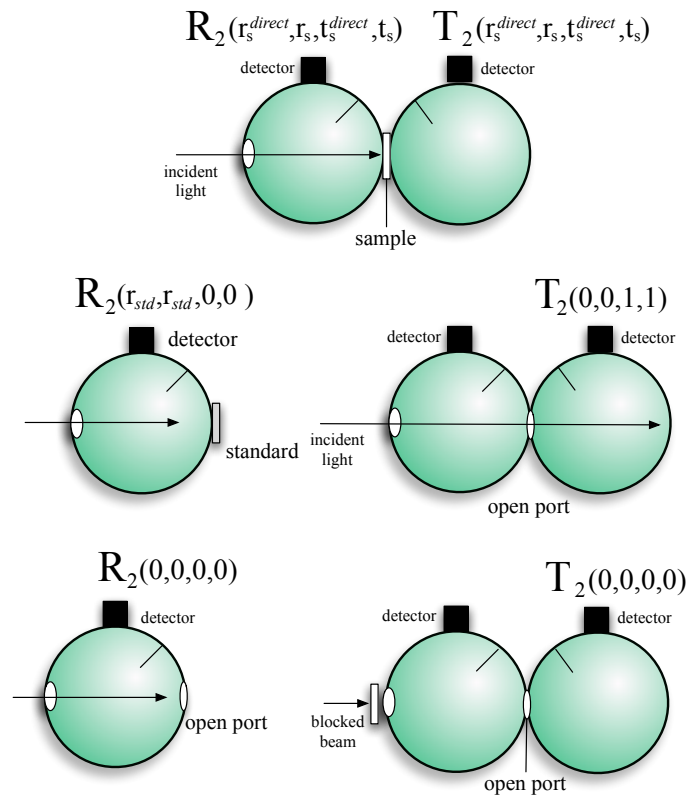 R₂(rₛᵈⁱʳᵉᶜᵗ,rₛ,tₛᵈⁱʳᵉᶜᵗ,tₛ) T₂(rₛᵈⁱʳᵉᶜᵗ,rₛ,tₛᵈⁱʳᵉᶜᵗ,tₛ)
detector detector
incident
light
sample
R₂(r_std,r_std,0,0 ) T₂(0,0,1,1)
detector detector detector
incident
light
standard
open port
R₂(0,0,0,0) T₂(0,0,0,0)
detector detector detector
open port
blocked
beam
open port